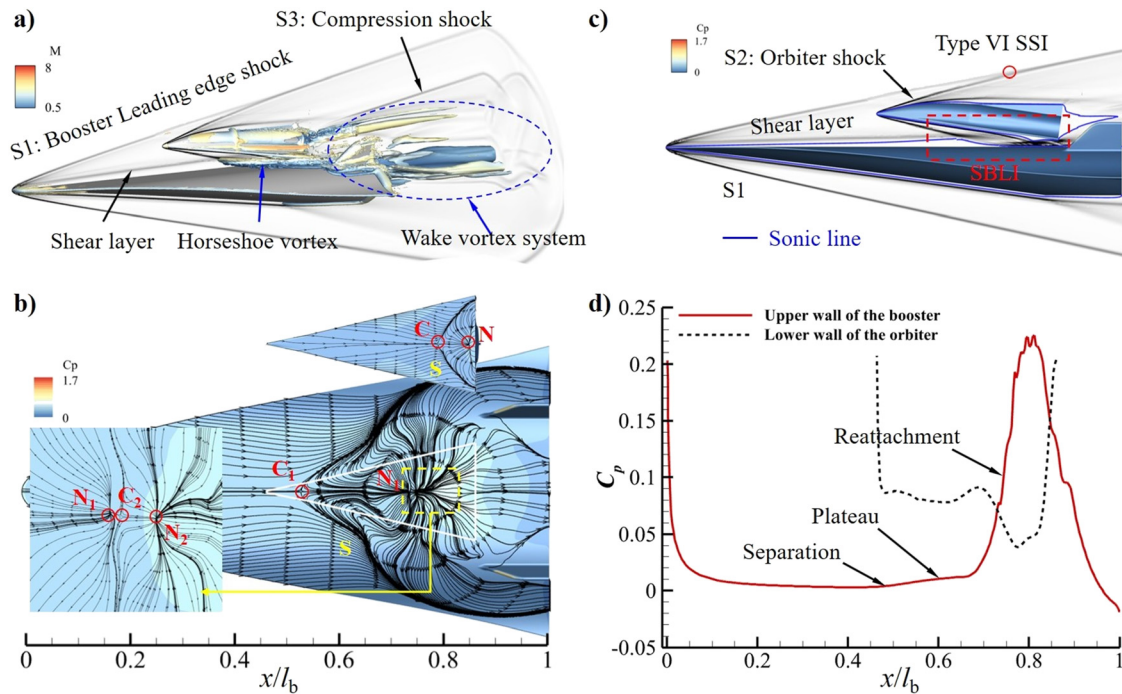 a)
S3: Compression shock
M
8
0.5
S1: Booster Leading edge shock
Shear layer
Horseshoe vortex
Wake vortex system
c)
Cp
1.7
0
Type VI SSI
S2: Orbiter shock
Shear layer
SBLI
S1
Sonic line
b)
Cp
1.7
0
C
N
S
C1
N1
S
N1
C2
N2
0
0.2
0.4
0.6
0.8
1
x/lb
d)
0.25
0.2
0.15
0.1
0.05
0
-0.05
Cp
Upper wall of the booster
Lower wall of the orbiter
Reattachment
Plateau
Separation
0
0.2
0.4
0.6
0.8
1
x/lb